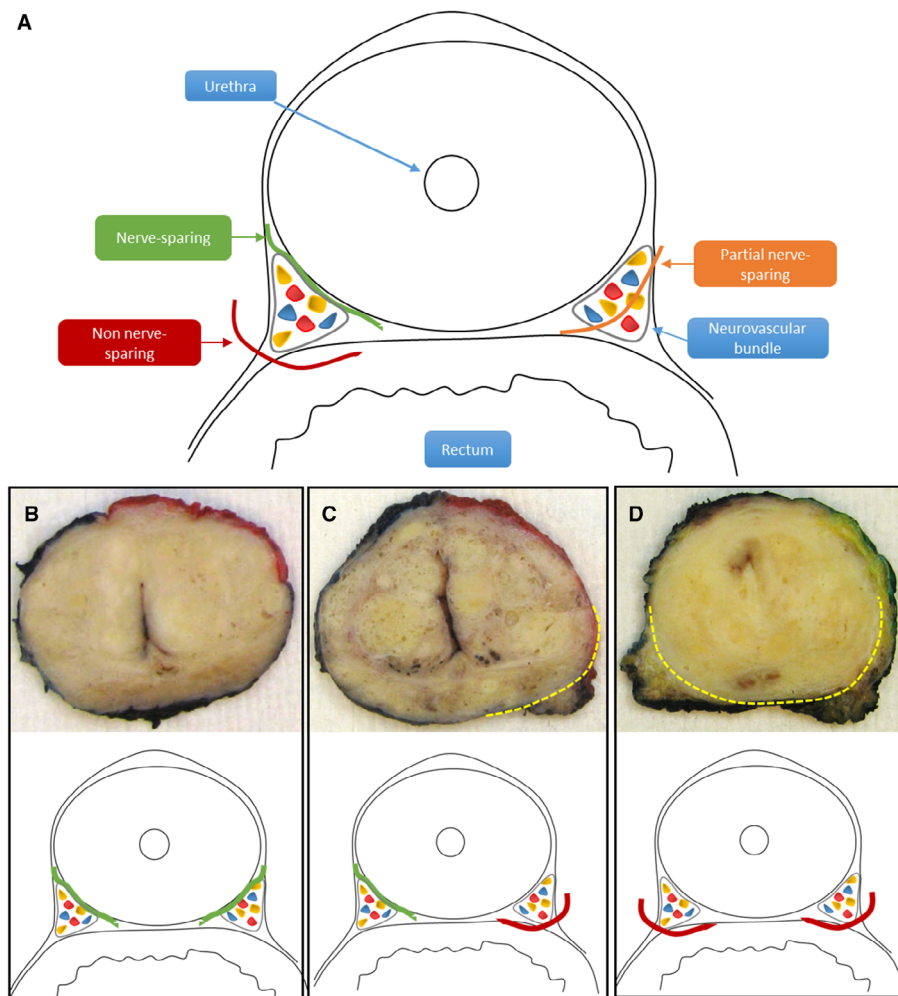 A
Urethra
Nerve-sparing
Partial nerve-
sparing
Non nerve-
sparing
Neurovascular
bundle
Rectum
B
C
D